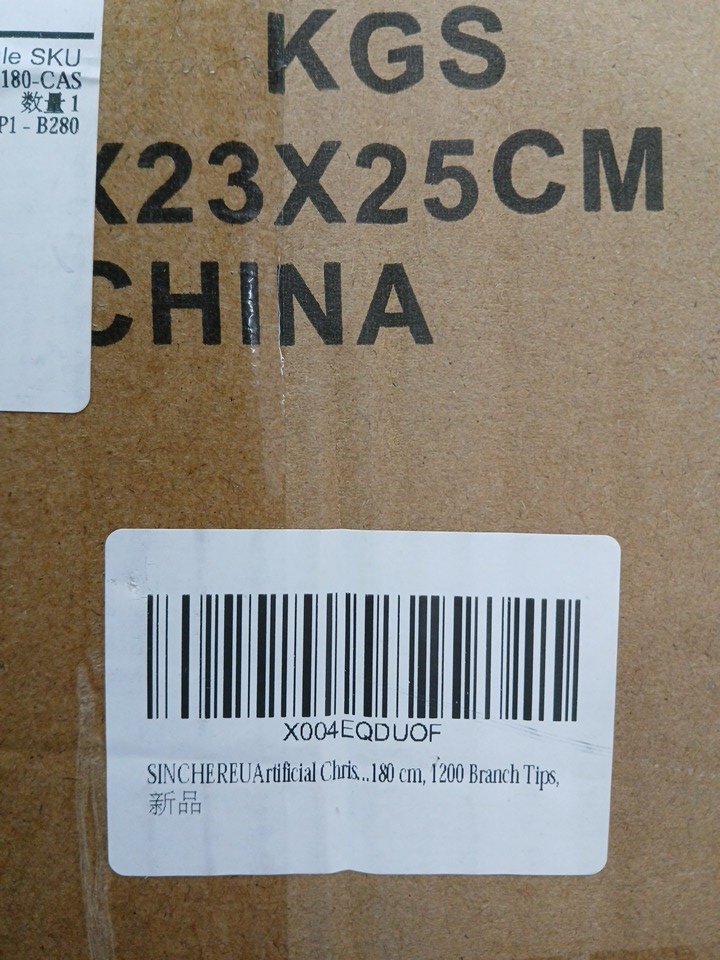 le SKU
180-CAS
数量 1
P1 - B280
KGS
X23X25CM
CHINA
X004EQDUOF
SINCHEREUArtificial Chris...180 cm, 1200 Branch Tips,
新品